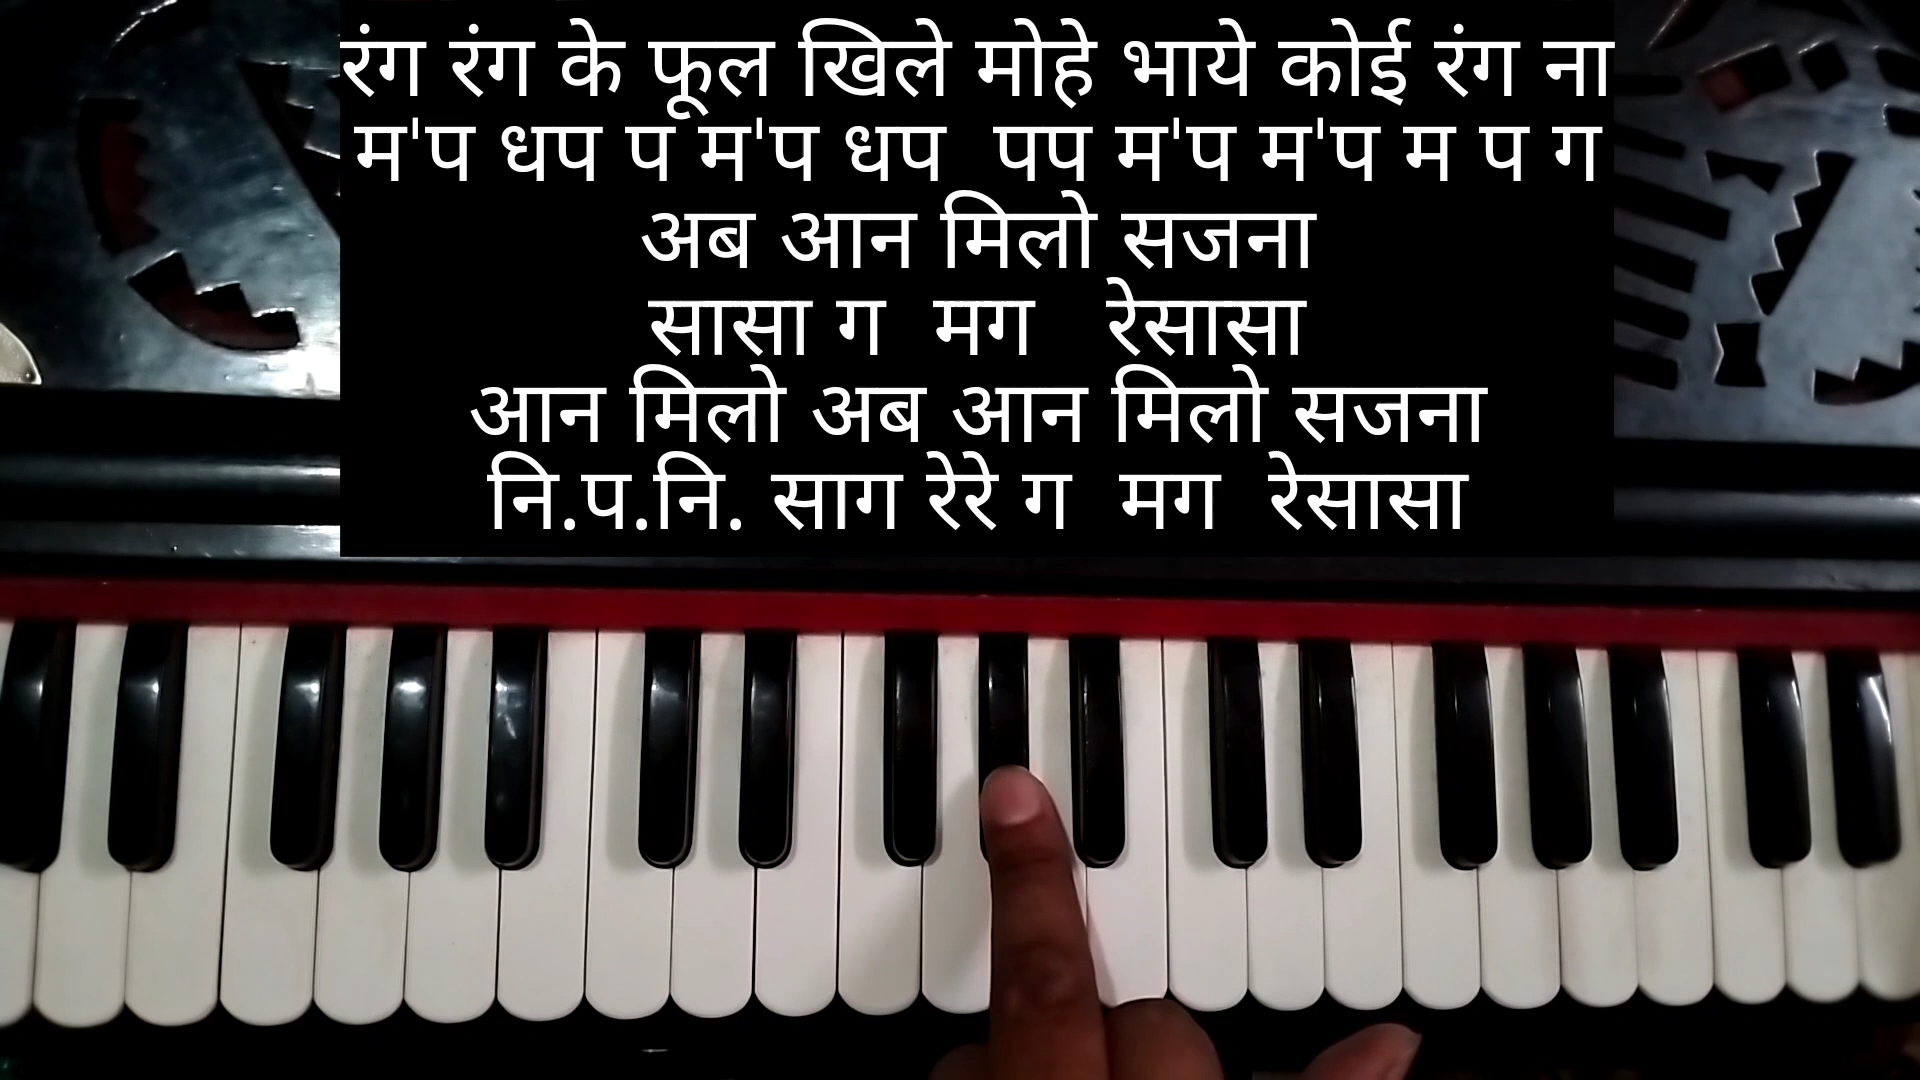 रंग रंग के फूल खिले मोहे भाये कोई रंग ना
म'प धप प म'प धप  पप म'प म'प म प ग
अब आन मिलो सजना
सासा ग  मग   रेसासा
आन मिलो अब आन मिलो सजना
नि.प.नि. साग रेरे ग  मग  रेसासा